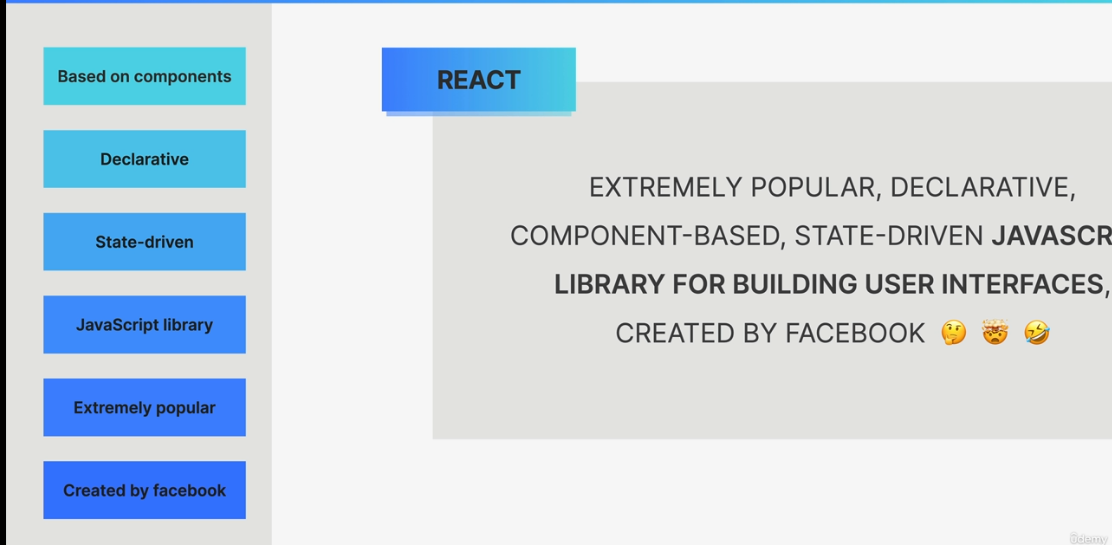 Based on components
Declarative
State-driven
JavaScript library
Extremely popular
Created by facebook
REACT
EXTREMELY POPULAR, DECLARATIVE,
COMPONENT-BASED, STATE-DRIVEN JAVASCR
LIBRARY FOR BUILDING USER INTERFACES,
CREATED BY FACEBOOK 🤔 🤯 🤣
ûdemy